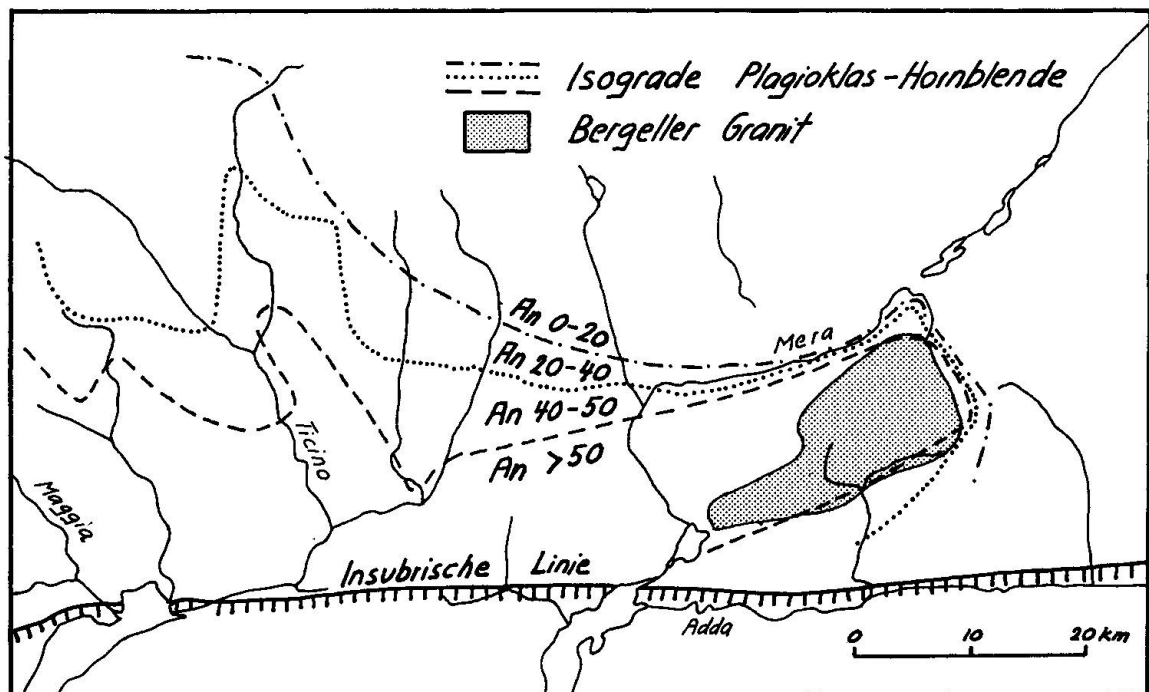 Isograde Plagioklas-Hornblende
Bergeller Granit
An 0-20
An 20-40
An 40-50
An >50
Mera
Ticino
Maggia
Insubrische Linie
Adda
0 10 20 km